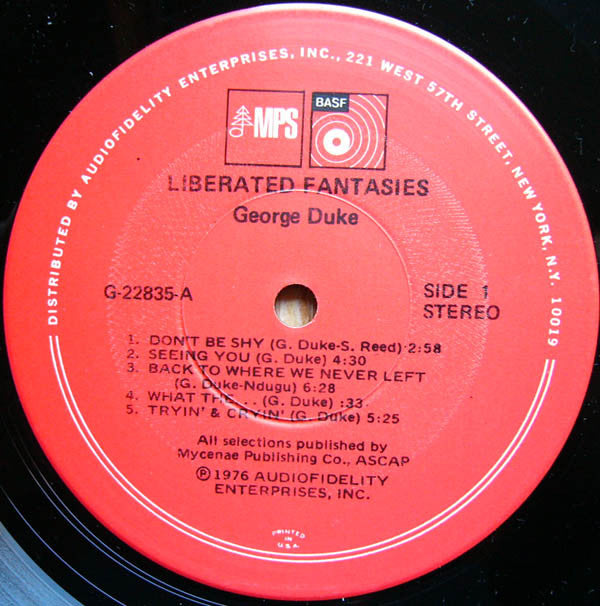 DISTRIBUTED BY AUDIOFIDELITY ENTERPRISES, INC., 221 WEST 57TH STREET, NEW YORK, N.Y. 10019
MPS
BASF
LIBERATED FANTASIES
George Duke
G-22835-A
SIDE 1
STEREO
1. DON'T BE SHY (G. Duke-S. Reed) 2:58
2. SEEING YOU (G. Duke) 4:30
3. BACK TO WHERE WE NEVER LEFT
(G. Duke-Ndugu) 6:28
4. WHAT THE... (G. Duke) :33
5. TRYIN' & CRYIN' (G. Duke) 5:25
All selections published by
Mycenae Publishing Co., ASCAP
℗1976 AUDIOFIDELITY
ENTERPRISES, INC.
PRINTED
IN
U.S.A.